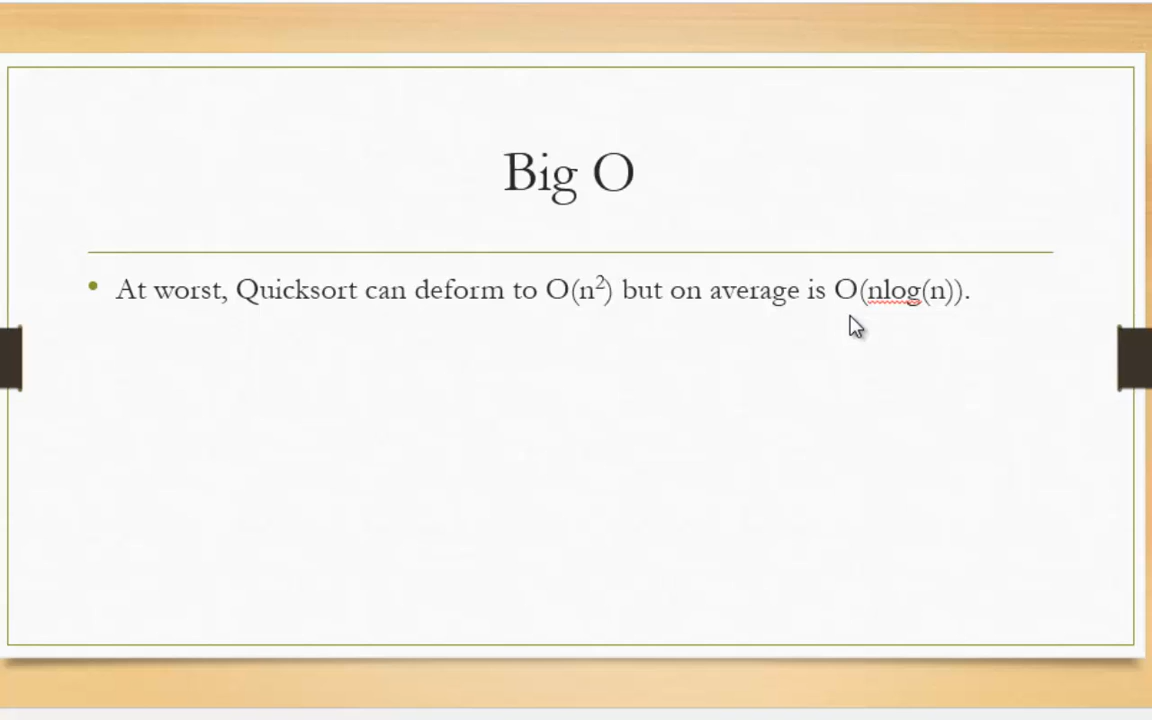 Big O
• At worst, Quicksort can deform to O(n²) but on average is O(nlog(n)).